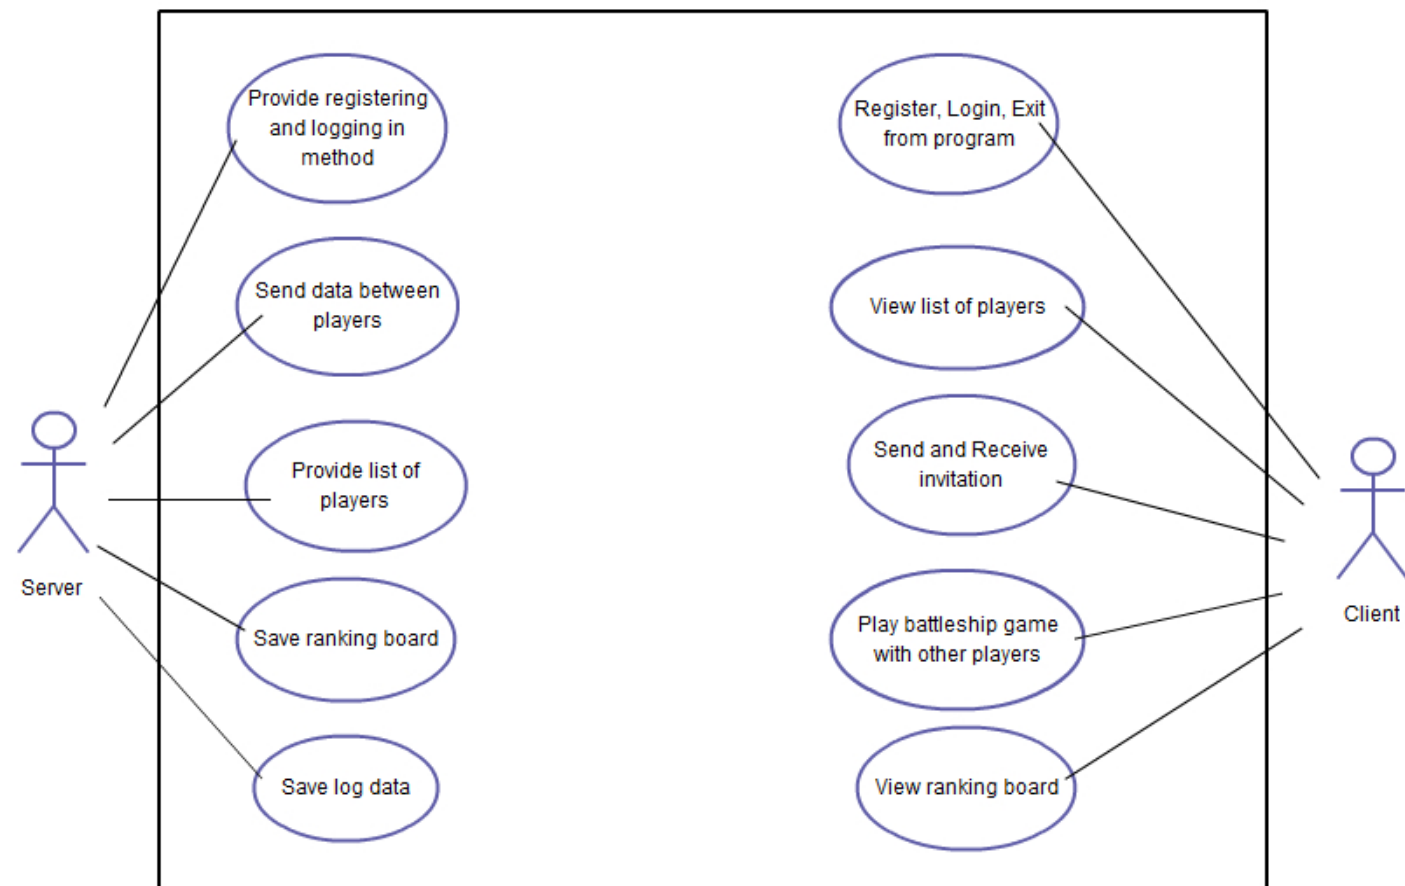 Provide registering
and logging in
method
Send data between
players
Provide list of
players
Save ranking board
Save log data
Server
Register, Login, Exit
from program
View list of players
Send and Receive
invitation
Play battleship game
with other players
View ranking board
Client